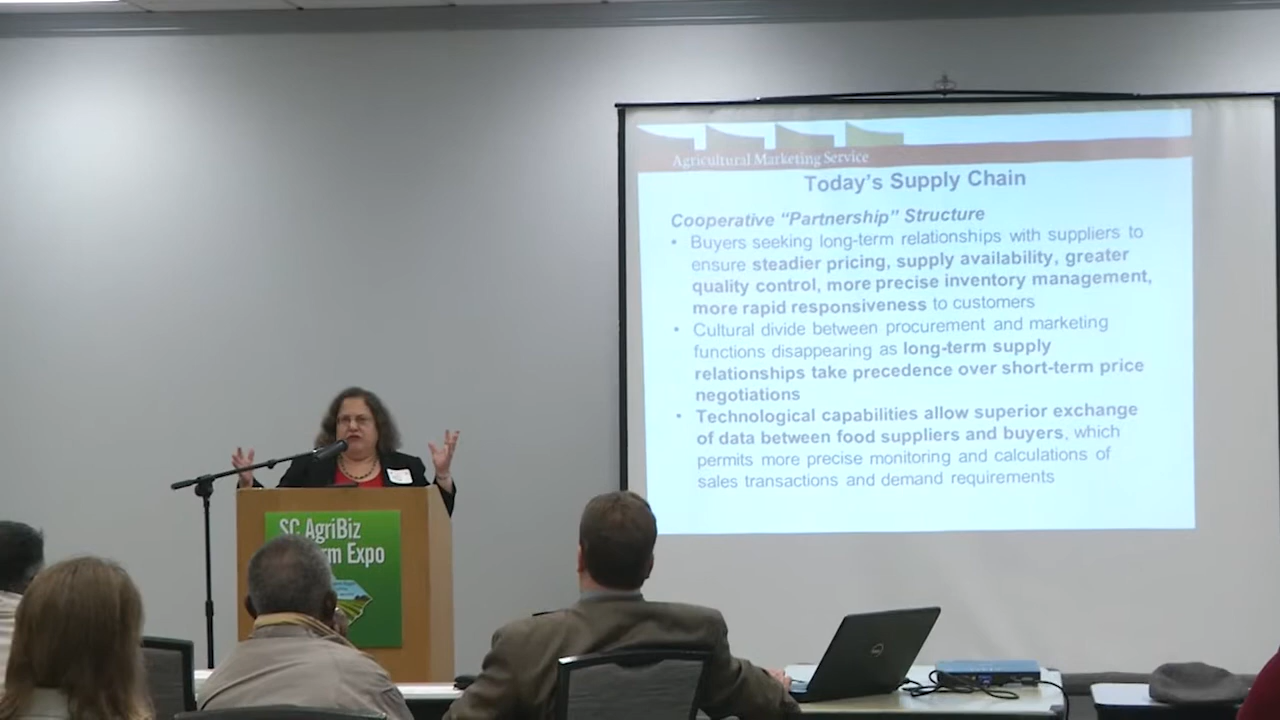 Agricultural Marketing Service
Today's Supply Chain
Cooperative "Partnership" Structure
• Buyers seeking long-term relationships with suppliers to
ensure steadier pricing, supply availability, greater
quality control, more precise inventory management,
more rapid responsiveness to customers
• Cultural divide between procurement and marketing
functions disappearing as long-term supply
relationships take precedence over short-term price
negotiations
• Technological capabilities allow superior exchange
of data between food suppliers and buyers, which
permits more precise monitoring and calculations of
sales transactions and demand requirements
SC AgriBiz
rm Expo
DELL